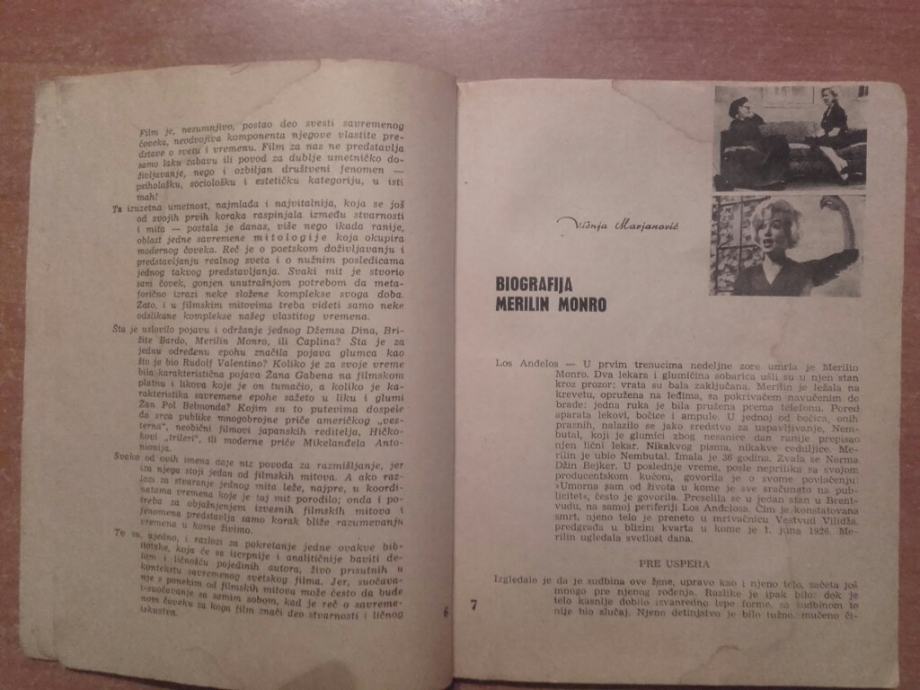 Film je, nesumnjivo, postao deo svesti savremenog
čoveka, neodvojiva komponenta njegove vlastite pre-
dstave o svetu i vremenu. Film za nas ne predstavlja
samo laku zabavu ili povod za dublje umetničko do-
življavanje, nego i ozbiljan društveni fenomen —
psihološku, sociološku i estetičku kategoriju, u isti
mah!
Ta izuzetna umetnost, najmlađa i najvitalnija, koja se još
od svojih prvih koraka raspinjala između stvarnosti
i mita — postala je danas, više nego ikada ranije,
oblast jedne savremene mitologije koja okupira
modernog čoveka. Reč je o poetskom doživljavanju i
predstavljanju realnog sveta i o nužnim posledicama
jednog takvog predstavljanja. Svaki mit je stvorio
sam čovek, gonjen unutrašnjom potrebom da meta-
forično izrazi neke složene komplekse svoga doba.
Zato, i u filmskim mitovima treba videti samo neke
odslikane komplekse našeg vlastitog vremena.
Šta je uslovilo pojavu i održanje jednog Džemsa Dina, Bri-
žite Bardo, Merilin Monro, ili Čaplina? Šta je za
jednu određenu epohu značila pojava glumca kao
što je bio Rudolf Valentino? Koliko je za svoje vreme
bila karakteristična pojava Žana Gabena na filmskom
platnu i likova koje je on tumačio, a koliko je ka-
rakteristika savremene epohe sažeto u liku i glumi
Žan Pol Belmonda? Kojim su to putevima dospele
do srca publike mnogobrojne priče američkog „ves-
terna", neobični filmovi japanskih reditelja, Hičko-
kovi „trileri", ili moderne priče Mikelanđela Anto-
nionija.
Svako od ovih imena daje niz povoda za razmišljanje, jer
iza njega stoji jedan od filmskih mitova. A ako raz-
lozi za stvaranje jednog mita leže, najpre, u koordi-
natama vremena koje je taj mit porodilo; onda i po-
treba za objašnjenjem izvesnih filmskih mitova i
fenomena predstavlja samo korak bliže razumevanju
vremena u kome živimo.
To su, ujedno, i razlozi za pokretanje jedne ovakve bib-
lioteke, koja će se iscrpnije i analitičnije baviti de-
lom i ličnošću pojedinih autora, živo prisutnih u
kontekstu savremenog svetskog filma. Jer, suočava-
nje s ponekim od filmskih mitova može često da bude
i suočavanje sa samim sobom, kad je reč o savreme-
nom čoveku za koga film znači deo stvarnosti i ličnog
iskustva.
6
Višnja Marjanović
BIOGRAFIJA
MERILIN MONRO
Los Anđelos — U prvim trenucima nedeljne zore umrla je Merilin
Monro. Dva lekara i glumičina sobarica ušli su u njen stan
kroz prozor; vrata su bala zaključana. Merilin je ležala na
krevetu, opružena na leđima, sa pokrivačem navučenim do
brade; jedna ruka je bila pružena prema telefonu. Pored
aparata lekovi, bočice i ampule. U jednoj od bočica, onih
praznih, nalazilo se jako sredstvo za uspavljivanje, Nem-
butal, koji je glumici zbog nesanice dan ranije prepisao
njen lični lekar. Nikakvog pisma, nikakve ceduljice. Me-
rilin je ubio Nembutal. Imala je 36 godina. Zvala se Norma
Džin Bejker. U poslednje vreme, posle neprilika sa svojom
producentskom kućom, govorila je o svome povlačenju:
»Umorna sam od života u kome je sve sračunato na pub-
licitet«, često je govorila. Preselila se u jedan stan u Brent-
vudu, na samoj periferiji Los Anđelosa. Čim je konstatovana
smrt, njeno telo je preneto u mrtvačnicu Vestvud Vilidža,
predgrađa u blizini kvarta u kome je 1. juna 1926. Me-
rilin ugledala svetlost dana.
PRE USPEHA
Izgledalo je da je sudbina ove žene, upravo kao i njeno telo, začeta još
mnogo pre njenog rođenja. Razlike je ipak bilo: dok je
telo kasnije dobilo izvanredno lepe forme, sa sudbinom to
nije bio slučaj. Njeno detinjstvo je bilo tužno, mučeno či-
7